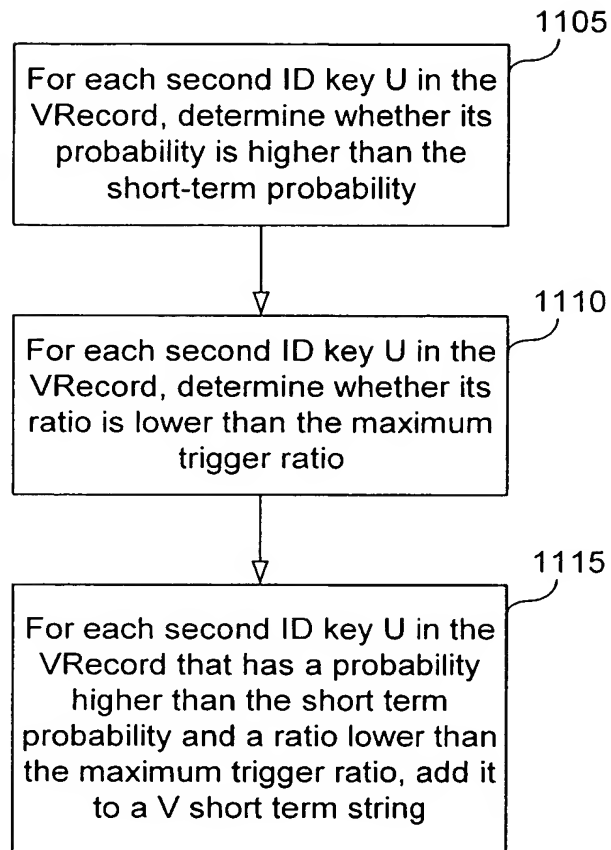 1105
For each second ID key U in the
VRecord, determine whether its
probability is higher than the
short-term probability
1110
For each second ID key U in the
VRecord, determine whether its
ratio is lower than the maximum
trigger ratio
1115
For each second ID key U in the
VRecord that has a probability
higher than the short term
probability and a ratio lower than
the maximum trigger ratio, add it
to a V short term string